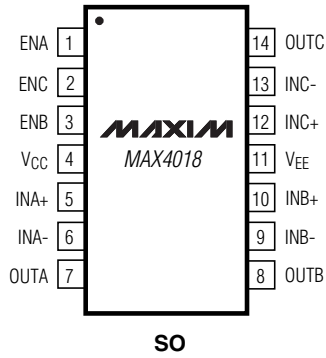 ENA 1 14 OUTC
ENC 2 13 INC-
ENB 3 MAXIM 12 INC+
VCC 4 MAX4018 11 VEE
INA+ 5 10 INB+
INA- 6 9 INB-
OUTA 7 8 OUTB
SO